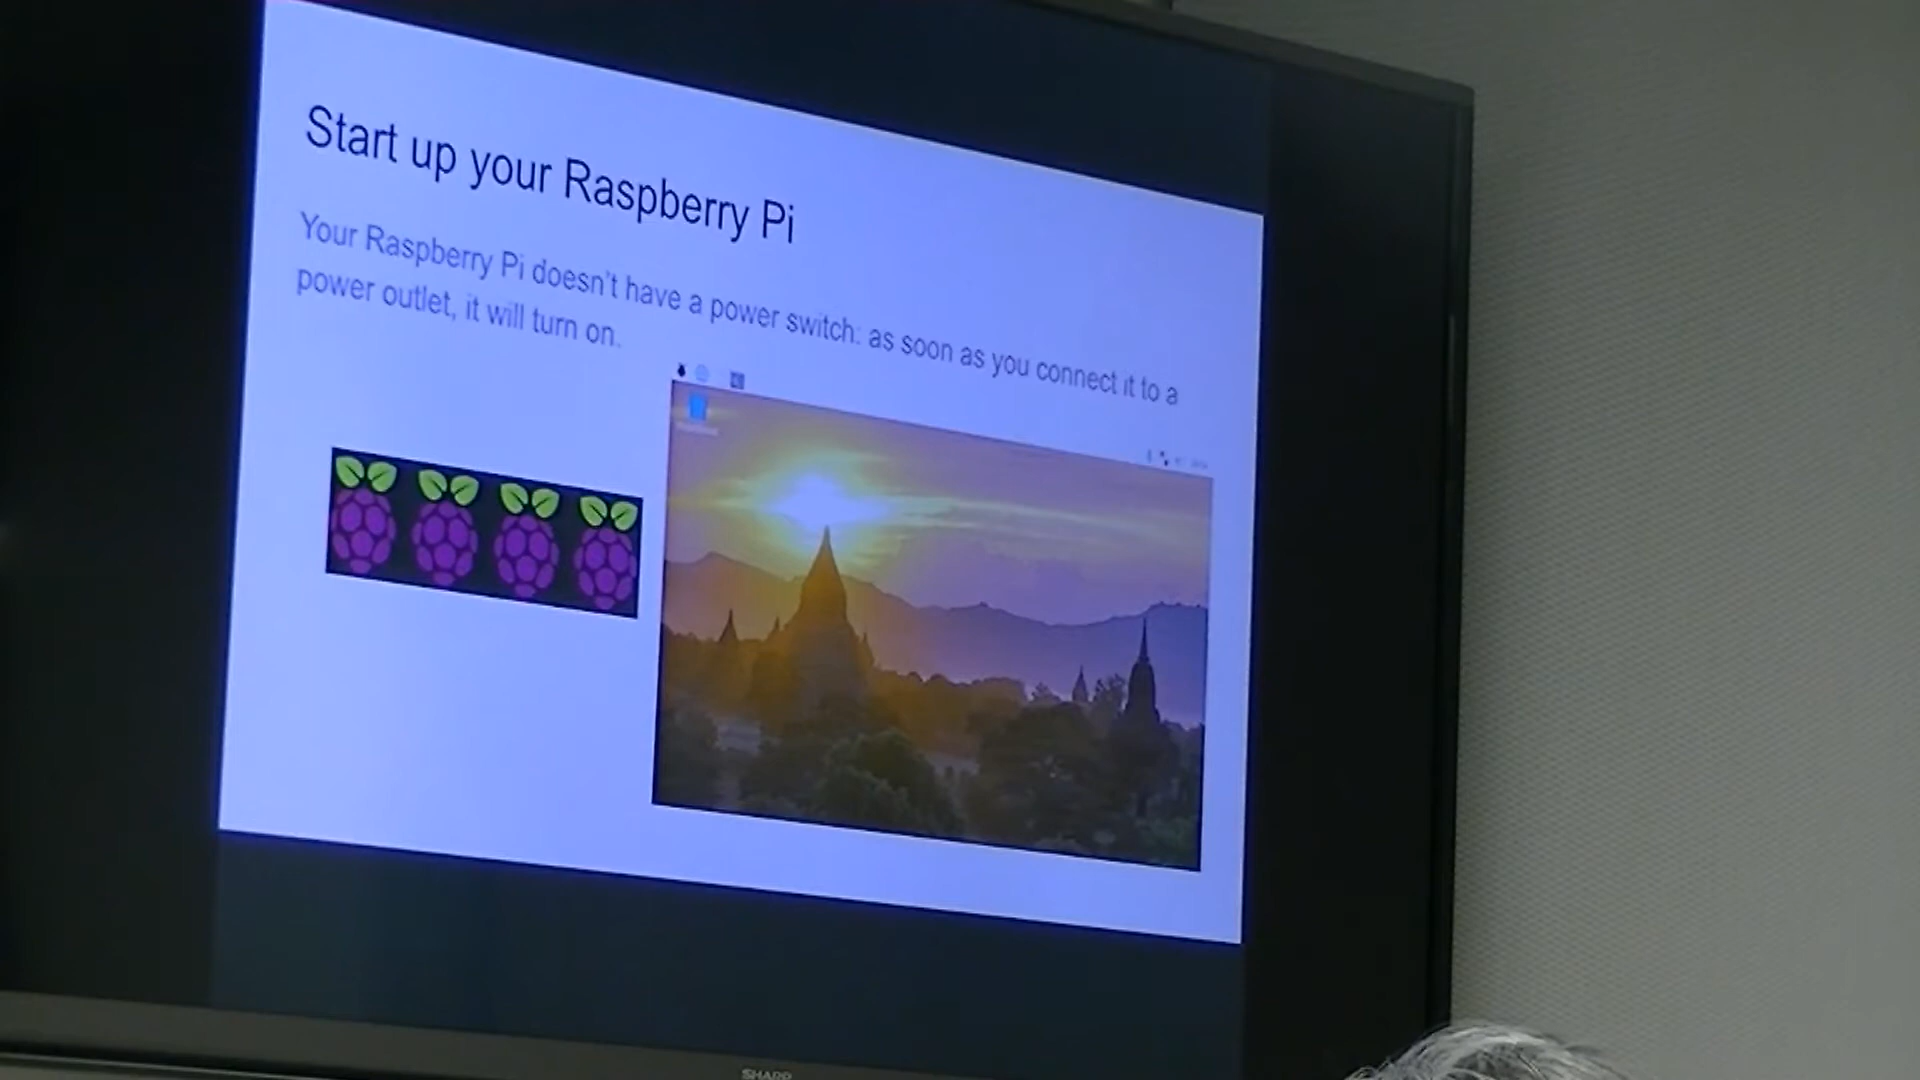 Start up your Raspberry Pi
Your Raspberry Pi doesn't have a power switch: as soon as you connect it to a
power outlet, it will turn on.
SHARP